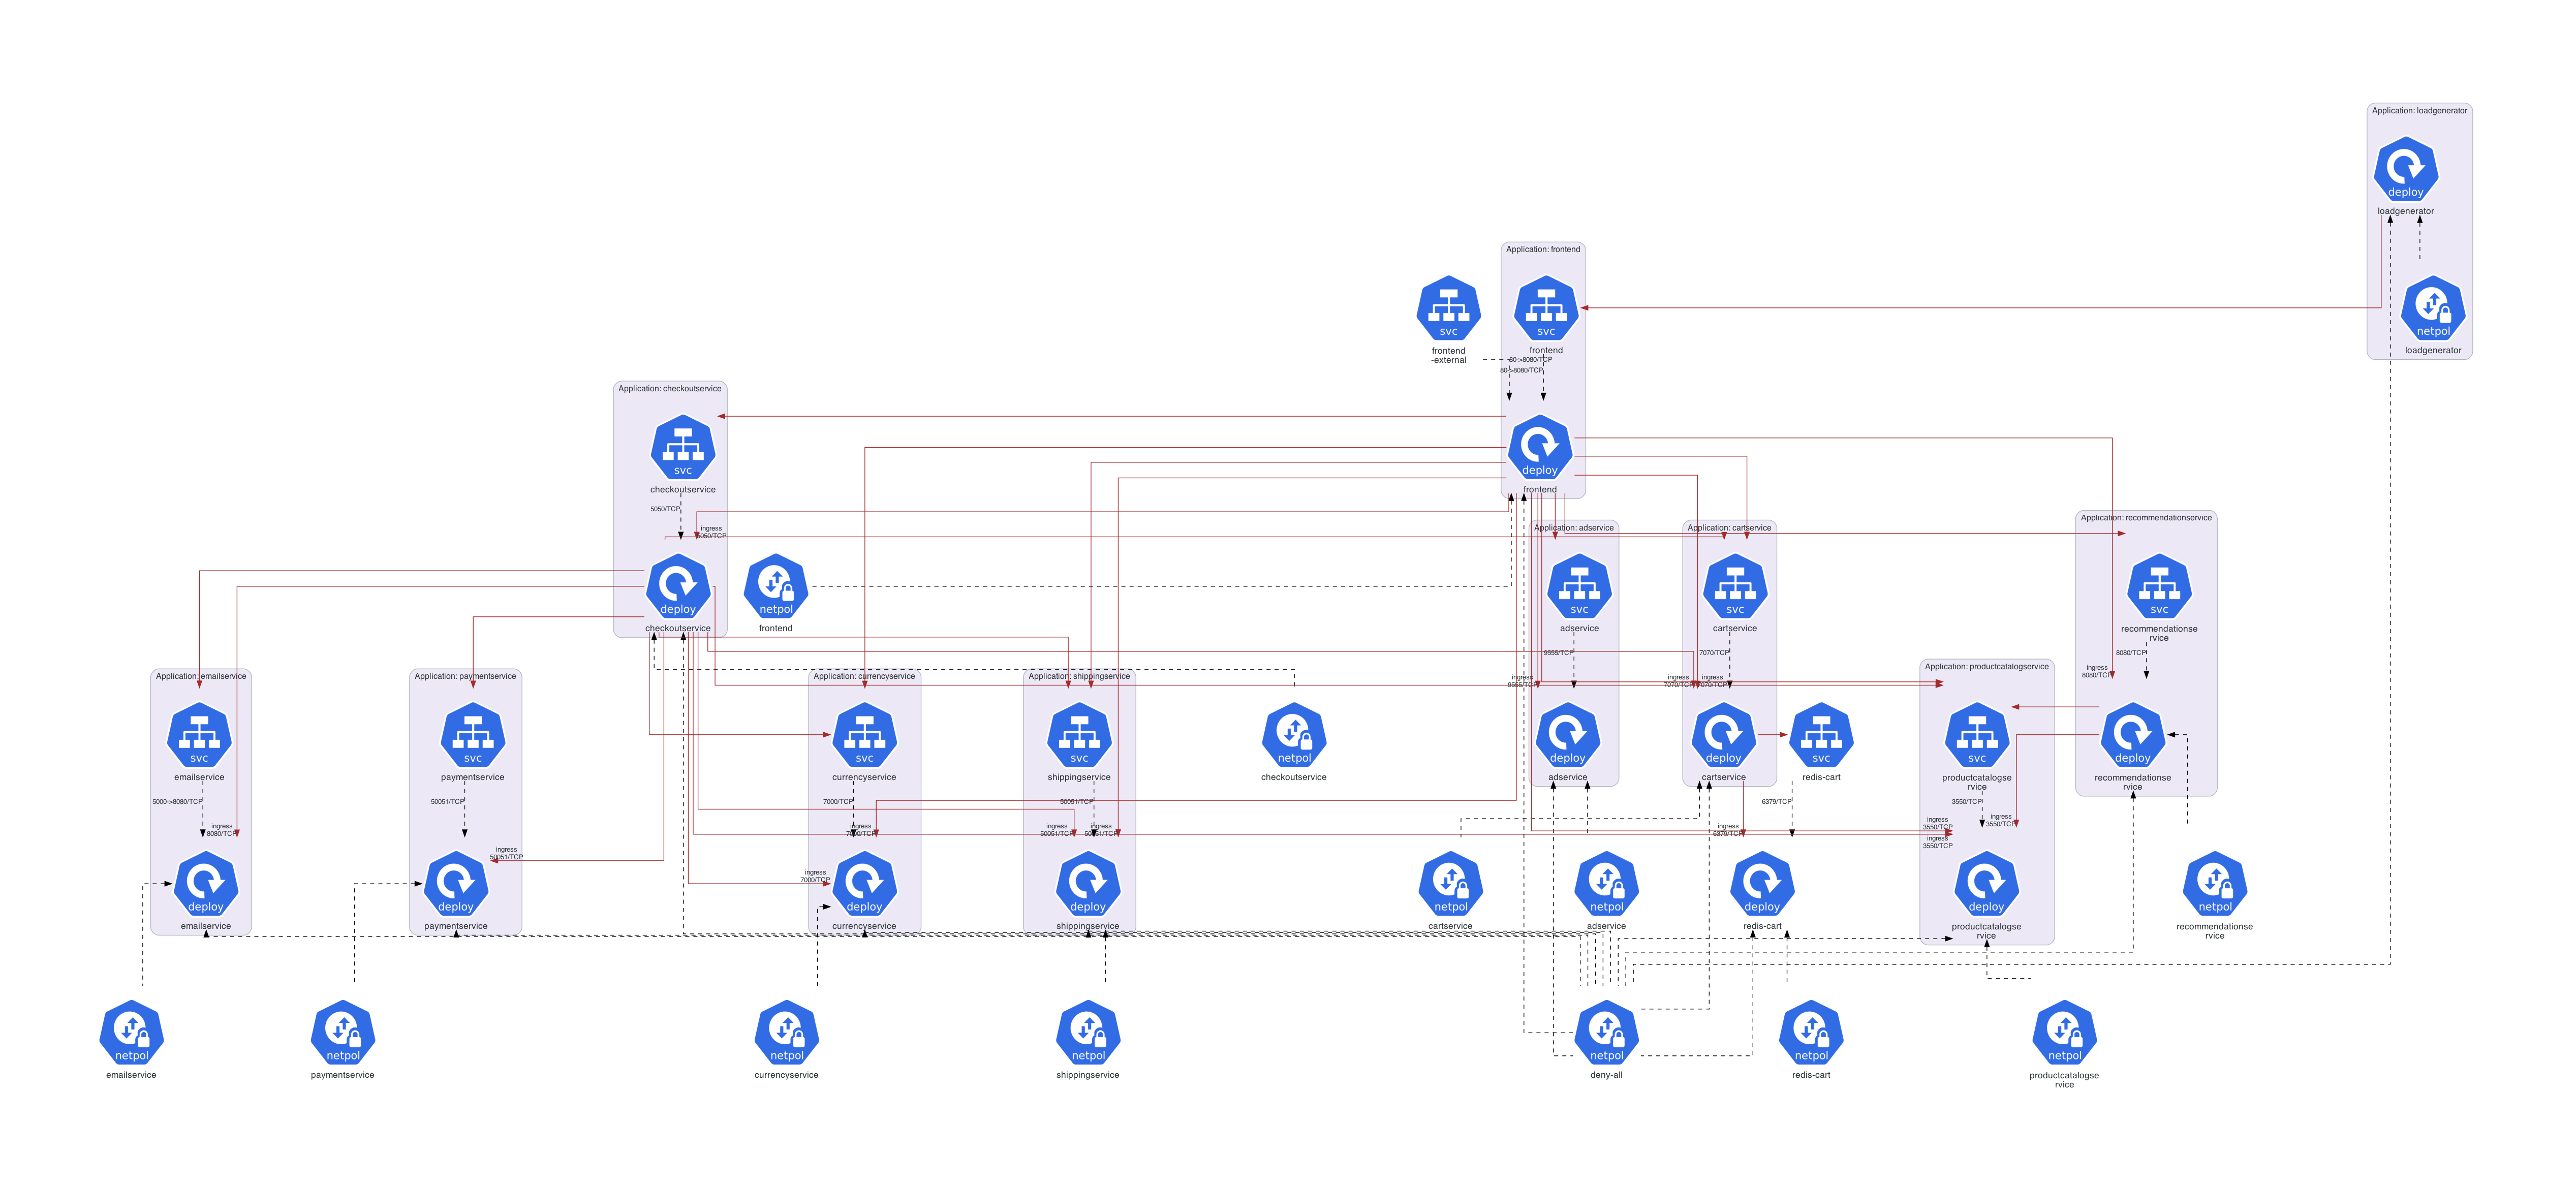 Application: loadgenerator
deploy
loadgenerator
netpol
loadgenerator
Application: frontend
svc
frontend
-external
svc
frontend
80->8080/TCP
80->8080/TCP
deploy
frontend
Application: checkoutservice
svc
checkoutservice
5050/TCP
ingress
5050/TCP
deploy
checkoutservice
netpol
frontend
Application: adservice
svc
adservice
9555/TCP
ingress
9555/TCP
deploy
adservice
Application: cartservice
svc
cartservice
7070/TCP
ingress
7070/TCP
ingress
7070/TCP
deploy
cartservice
svc
redis-cart
6379/TCP
ingress
6379/TCP
Application: recommendationservice
svc
recommendationse
rvice
8080/TCP
ingress
8080/TCP
deploy
recommendationse
rvice
Application: emailservice
svc
emailservice
5000->8080/TCP
ingress
8080/TCP
deploy
emailservice
Application: paymentservice
svc
paymentservice
50051/TCP
ingress
50051/TCP
deploy
paymentservice
Application: currencyservice
svc
currencyservice
7000/TCP
ingress
7000/TCP
ingress
7000/TCP
deploy
currencyservice
Application: shippingservice
svc
shippingservice
50051/TCP
ingress
50051/TCP
ingress
50051/TCP
deploy
shippingservice
netpol
checkoutservice
Application: productcatalogservice
svc
productcatalogse
rvice
3550/TCP
ingress
3550/TCP
ingress
3550/TCP
ingress
3550/TCP
deploy
productcatalogse
rvice
netpol
cartservice
netpol
adservice
deploy
redis-cart
netpol
recommendationse
rvice
netpol
emailservice
netpol
paymentservice
netpol
currencyservice
netpol
shippingservice
netpol
deny-all
netpol
redis-cart
netpol
productcatalogse
rvice